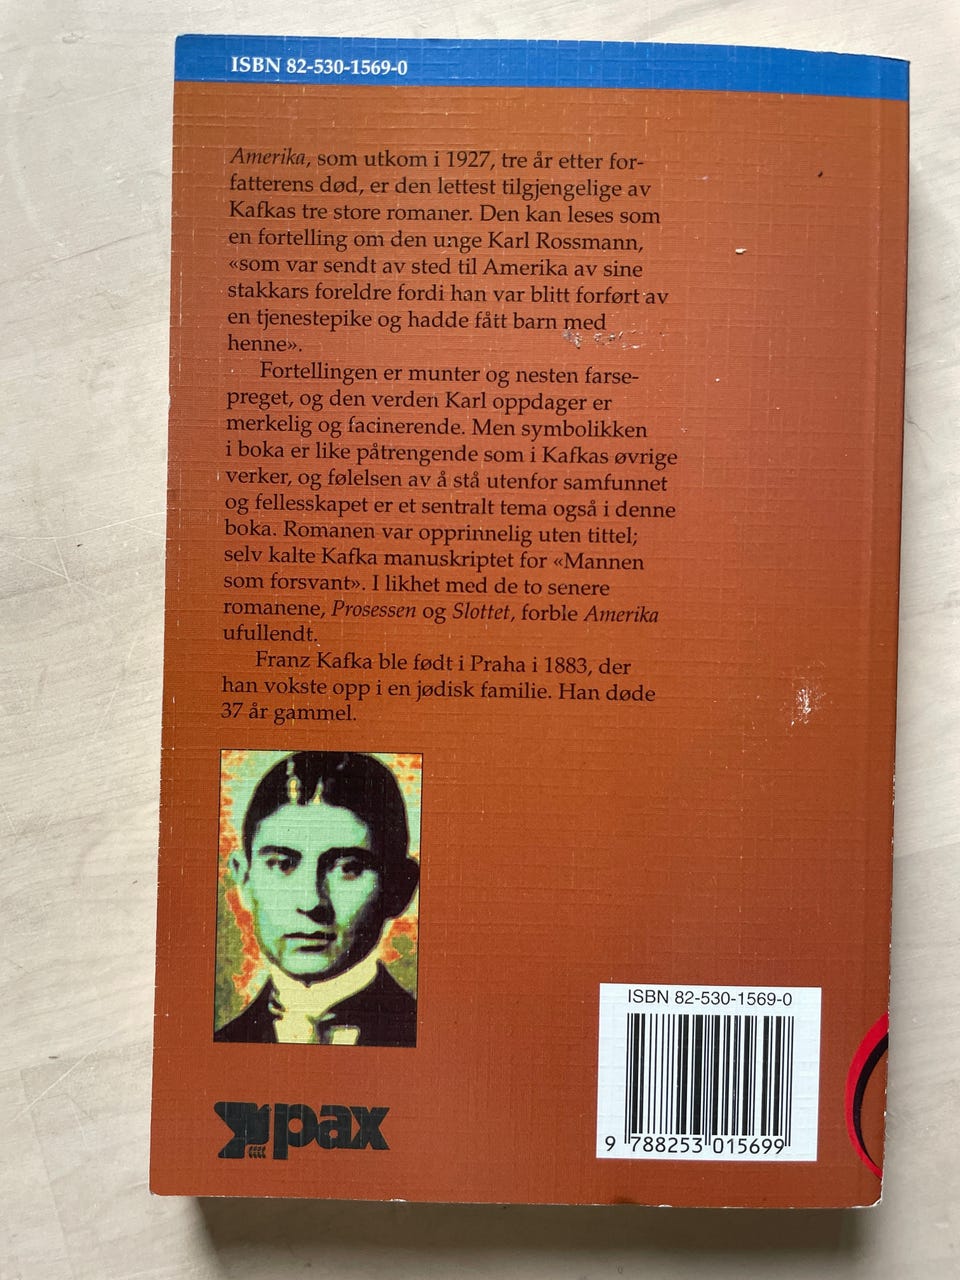 ISBN 82-530-1569-0
Amerika, som utkom i 1927, tre år etter for-
fatterens død, er den lettest tilgjengelige av
Kafkas tre store romaner. Den kan leses som
en fortelling om den unge Karl Rossmann,
«som var sendt av sted til Amerika av sine
stakkars foreldre fordi han var blitt forført av
en tjenestepike og hadde fått barn med
henne».
Fortellingen er munter og nesten farse-
preget, og den verden Karl oppdager er
merkelig og facinerende. Men symbolikken
i boka er like påtrengende som i Kafkas øvrige
verker, og følelsen av å stå utenfor samfunnet
og fellesskapet er et sentralt tema også i denne
boka. Romanen var opprinnelig uten tittel;
selv kalte Kafka manuskriptet for «Mannen
som forsvant». I likhet med de to senere
romanene, Prosessen og Slottet, forble Amerika
ufullendt.
Franz Kafka ble født i Praha i 1883, der
han vokste opp i en jødisk familie. Han døde
37 år gammel.
pax
ISBN 82-530-1569-0
9 788253 015699